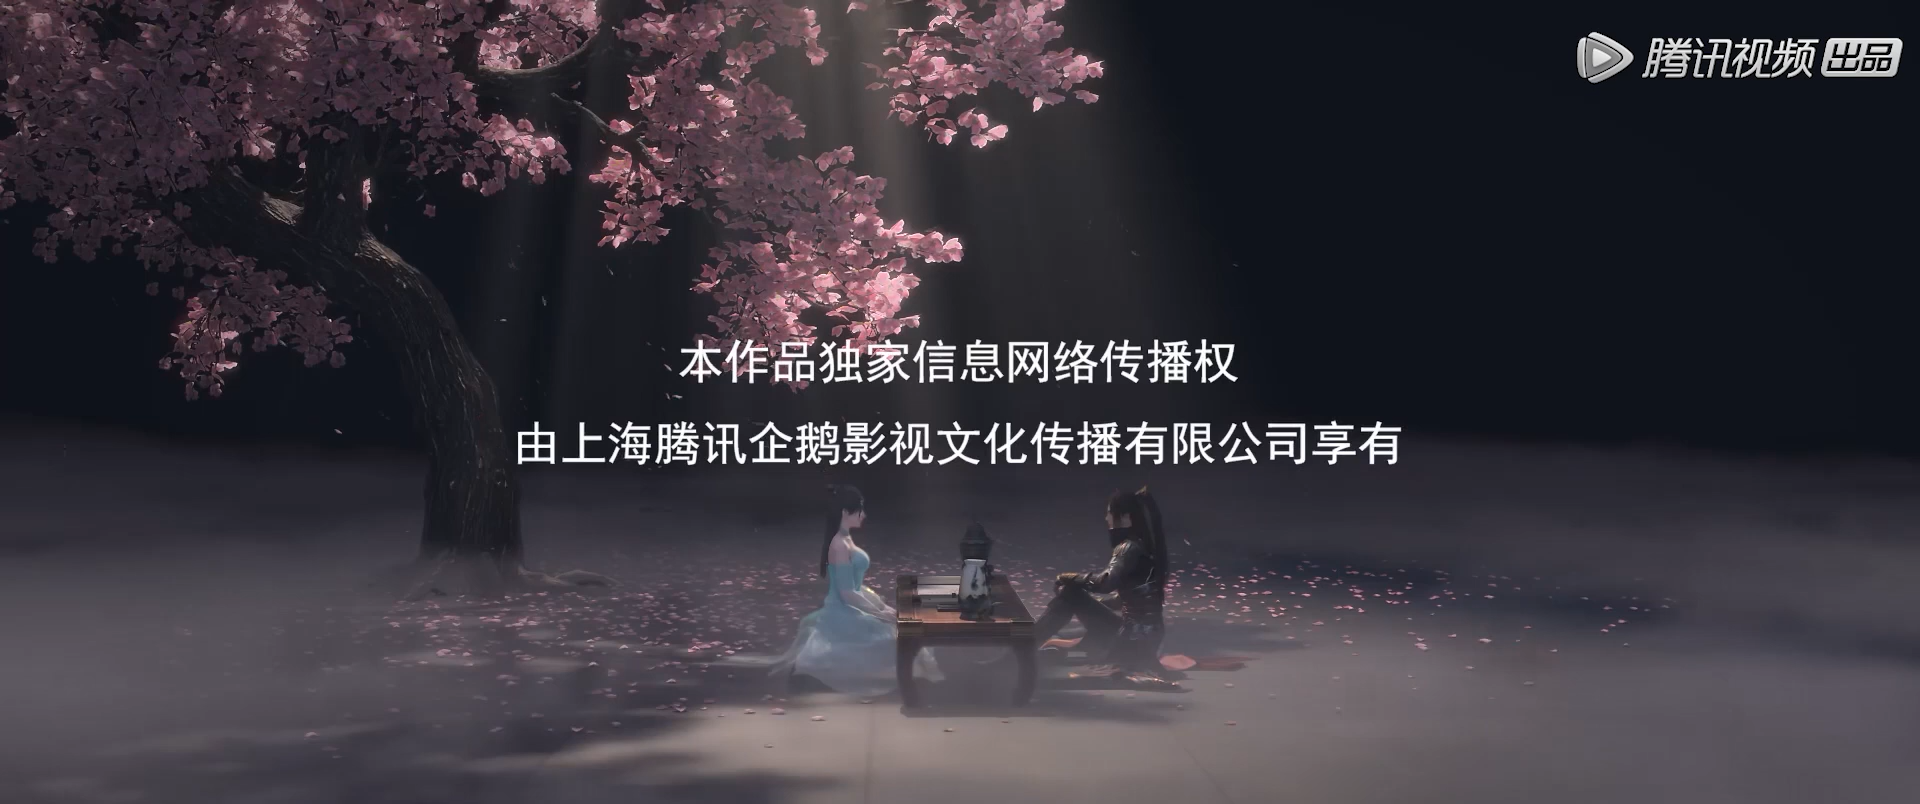 腾讯视频 出品
本作品独家信息网络传播权
由上海腾讯企鹅影视文化传播有限公司享有